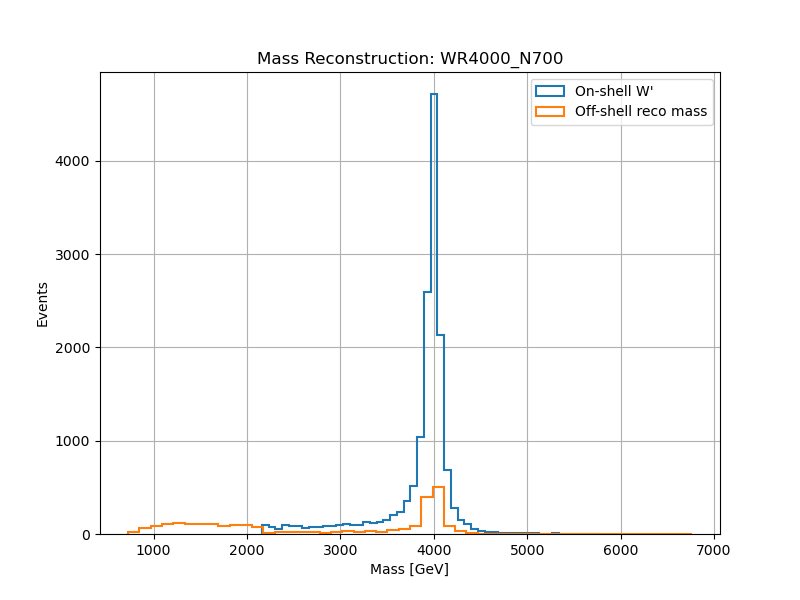 Mass Reconstruction: WR4000_N700
On-shell W'
Off-shell reco mass
Events
4000
3000
2000
1000
0
1000 2000 3000 4000 5000 6000 7000
Mass [GeV]